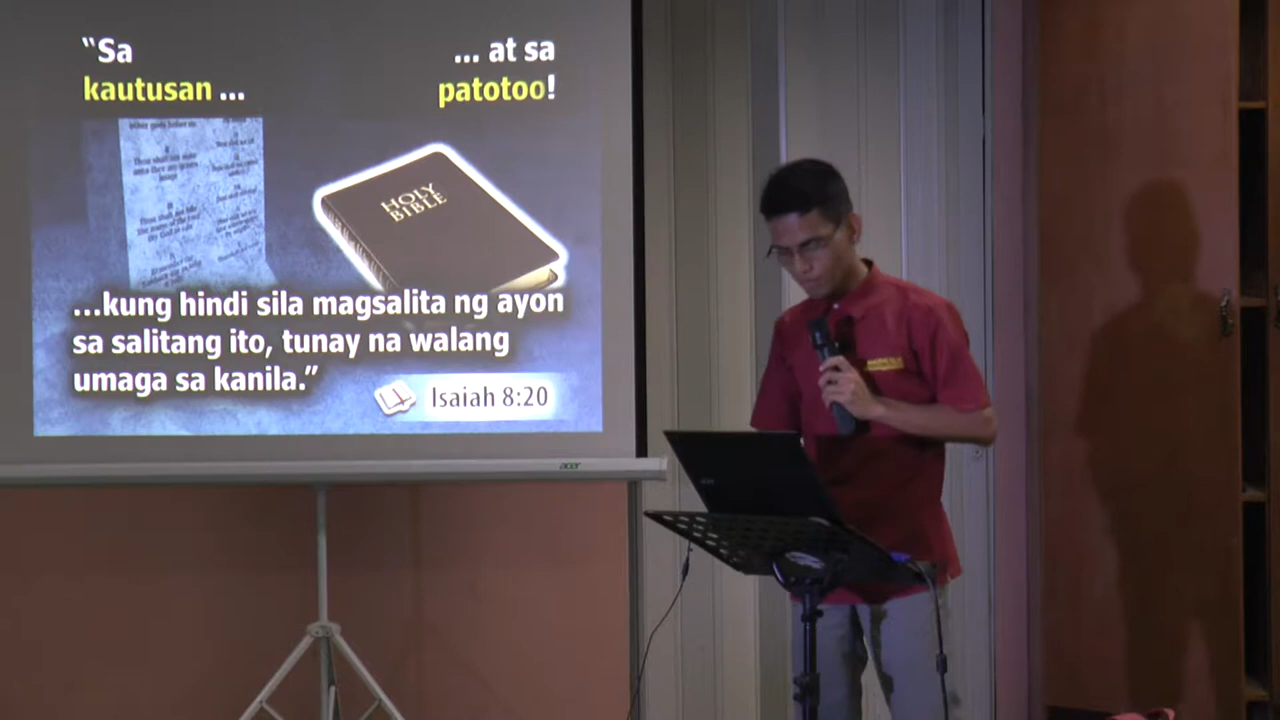 “Sa
kautusan ...
... at sa
patotoo!
HOLY
BIBLE
...kung hindi sila magsalita ng ayon
sa salitang ito, tunay na walang
umaga sa kanila.”
Isaiah 8:20
acer